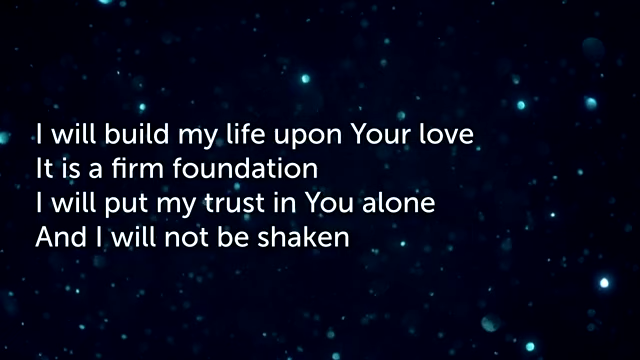 I will build my life upon Your love
It is a firm foundation
I will put my trust in You alone
And I will not be shaken